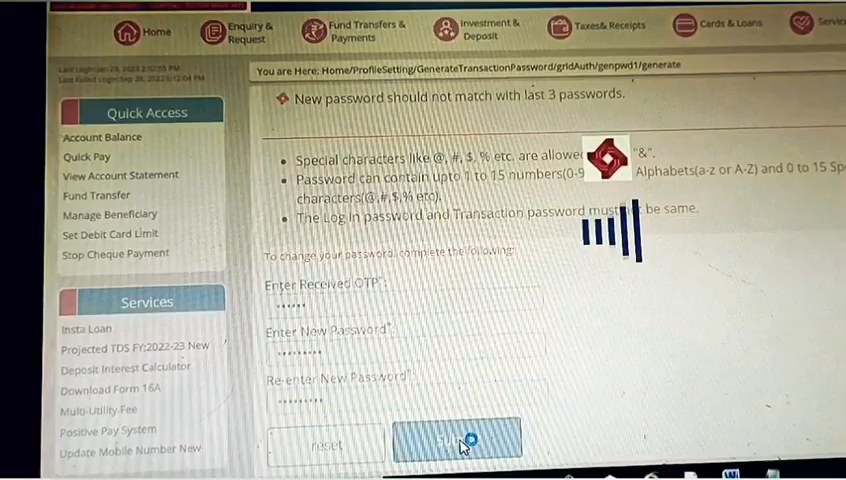 Home
Enquiry &
Request
Fund Transfers &
Payments
Investment &
Deposit
Taxes& Receipts
Cards & Loans
You are Here: Home/ProfileSetting/GenerateTransactionPassword/gridAuth/genpwd1/generate
New password should not match with last 3 passwords.
Special characters like @, #, $, % etc. are allowe "&".
Password can contain upto 1 to 15 numbers(0-9 Alphabets(a-z or A-Z) and 0 to 15 Sp
characters(@,#,$,% etc).
The Log in password and Transaction password must be same.
To change your password, complete the following:
Enter Received OTP*:
Enter New Password*:
Re-enter New Password*:
reset
Quick Access
Account Balance
Quick Pay
View Account Statement
Fund Transfer
Manage Beneficiary
Set Debit Card Limit
Stop Cheque Payment
Services
Insta Loan
Projected TDS FY:2022-23 New
Deposit Interest Calculator
Download Form 16A
Multi-Utility Fee
Positive Pay System
Update Mobile Number New